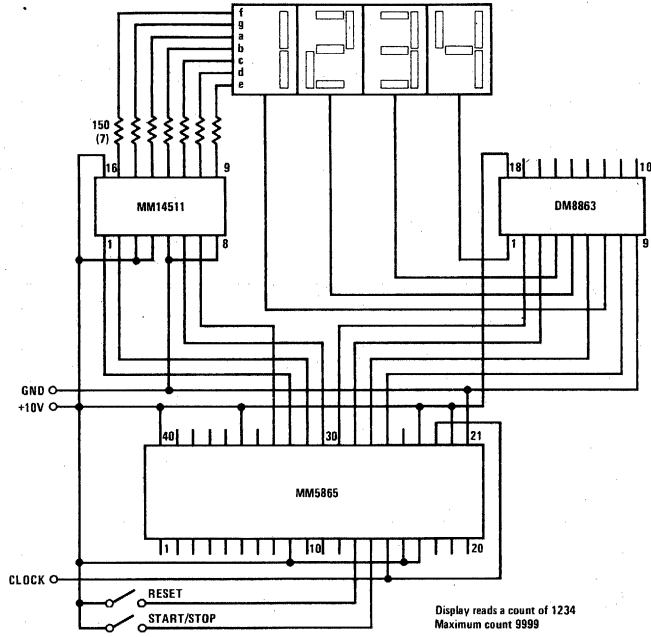 f
g
a
b
c
d
e
150
(7)
16 9
MM14511
1 8
18 10
DM8863
1 9
GND
+10V
40 30 21
MM5865
1 10 20
CLOCK
RESET
START/STOP
Display reads a count of 1234
Maximum count 9999